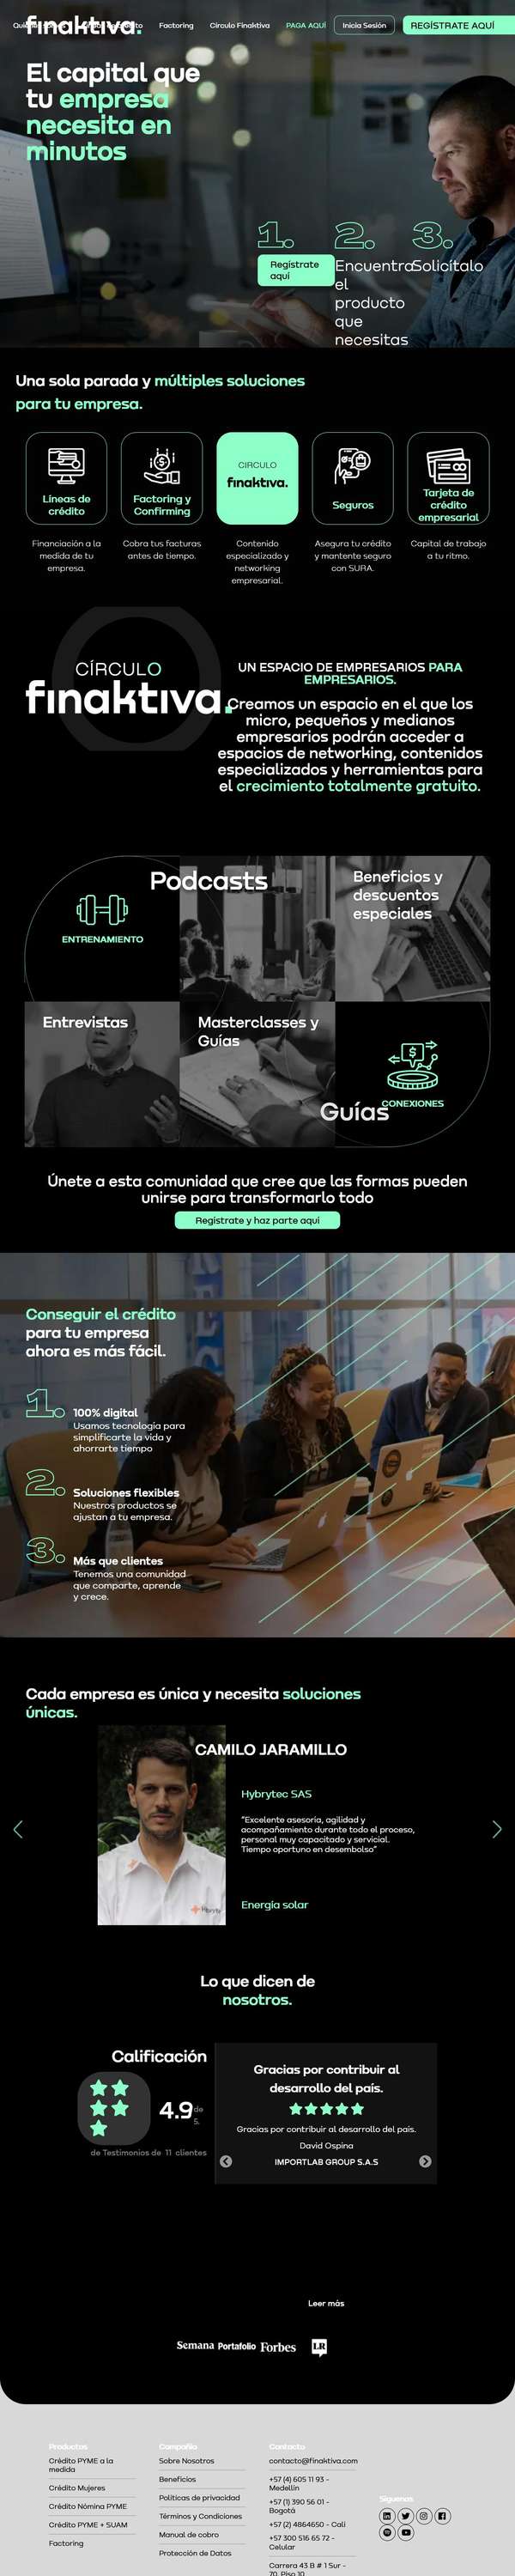 finaktiva.
Factoring
Círculo Finaktiva
PAGA AQUÍ
Inicia Sesión
REGÍSTRATE AQUÍ
El capital que
tu empresa
necesita en
minutos
1.
2.
3.
Regístrate
aquí
Encuentra
el
producto
que
necesitas
Solicítalo
Una sola parada y múltiples soluciones
para tu empresa.
Líneas de
crédito
Factoring y
Confirming
CIRCULO
finaktiva.
Seguros
Tarjeta de
crédito
empresarial
Financiación a la
medida de tu
empresa.
Cobra tus facturas
antes de tiempo.
Contenido
especializado y
networking
empresarial.
Asegura tu crédito
y mantente seguro
con SURA.
Capital de trabajo
a tu ritmo.
CÍRCULO
finaktiva.
UN ESPACIO DE EMPRESARIOS PARA
EMPRESARIOS.
Creamos un espacio en el que los
micro, pequeños y medianos
empresarios podrán acceder a
espacios de networking, contenidos
especializados y herramientas para
el crecimiento totalmente gratuito.
ENTRENAMIENTO
Podcasts
Beneficios y
descuentos
especiales
Entrevistas
Masterclasses y
Guías
Guías
CONEXIONES
Únete a esta comunidad que cree que las formas pueden
unirse para transformarlo todo
Regístrate y haz parte aquí
Conseguir el crédito
para tu empresa
ahora es más fácil.
1.
100% digital
Usamos tecnología para
simplificarte la vida y
ahorrarte tiempo
2.
Soluciones flexibles
Nuestros productos se
ajustan a tu empresa.
3.
Más que clientes
Tenemos una comunidad
que comparte, aprende
y crece.
Cada empresa es única y necesita soluciones
únicas.
CAMILO JARAMILLO
Hybrytec SAS
"Excelente asesoría, agilidad y
acompañamiento durante todo el proceso,
personal muy capacitado y servicial.
Tiempo oportuno en desembolso"
Energía solar
Lo que dicen de
nosotros.
Calificación
4.9
de
5.
de Testimonios de 11 clientes
Gracias por contribuir al
desarrollo del país.
Gracias por contribuir al desarrollo del país.
David Ospina
IMPORTLAB GROUP S.A.S
Leer más
Semana
Portafolio
Forbes
LR
Productos
Crédito PYME a la
medida
Crédito Mujeres
Crédito Nómina PYME
Crédito PYME + SUAM
Factoring
Compañía
Sobre Nosotros
Beneficios
Políticas de privacidad
Términos y Condiciones
Manual de cobro
Protección de Datos
Contacto
contacto@finaktiva.com
+57 (4) 605 11 93 -
Medellín
+57 (1) 390 56 01 -
Bogotá
+57 (2) 4864650 - Cali
+57 300 516 65 72 -
Celular
Carrera 43 B # 1 Sur -
70. Piso 10
Síguenos